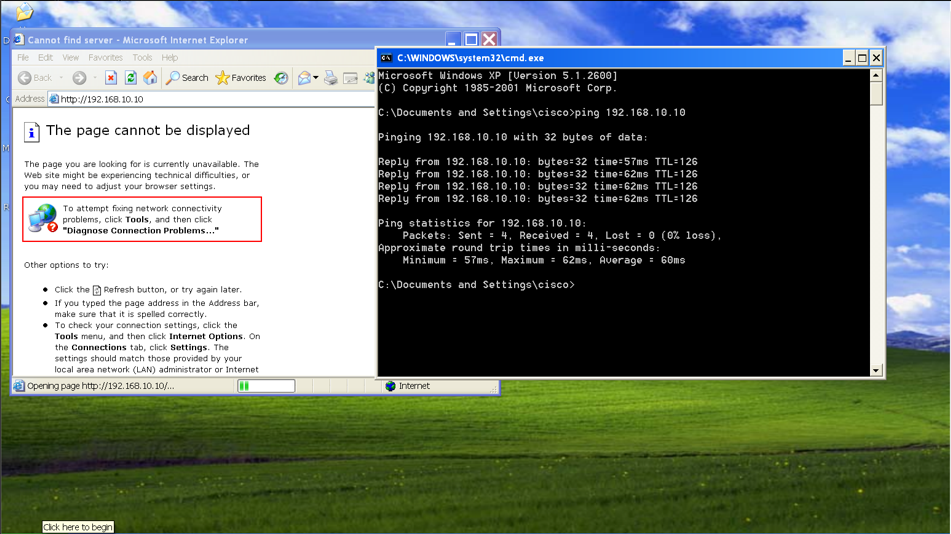 Cannot find server - Microsoft Internet Explorer
File Edit View Favorites Tools Help
Back Search Favorites
Address http://192.168.10.10
The page cannot be displayed
The page you are looking for is currently unavailable. The
Web site might be experiencing technical difficulties, or
you may need to adjust your browser settings.
To attempt fixing network connectivity
problems, click Tools, and then click
"Diagnose Connection Problems..."
Other options to try:
Click the Refresh button, or try again later.
If you typed the page address in the Address bar,
make sure that it is spelled correctly.
To check your connection settings, click the
Tools menu, and then click Internet Options. On
the Connections tab, click Settings. The
settings should match those provided by your
local area network (LAN) administrator or Internet
Opening page http://192.168.10.10/...
Internet
C:\WINDOWS\system32\cmd.exe
Microsoft Windows XP [Version 5.1.2600]
(C) Copyright 1985-2001 Microsoft Corp.
C:\Documents and Settings\cisco>ping 192.168.10.10
Pinging 192.168.10.10 with 32 bytes of data:
Reply from 192.168.10.10: bytes=32 time=57ms TTL=126
Reply from 192.168.10.10: bytes=32 time=62ms TTL=126
Reply from 192.168.10.10: bytes=32 time=62ms TTL=126
Reply from 192.168.10.10: bytes=32 time=62ms TTL=126
Ping statistics for 192.168.10.10:
Packets: Sent = 4, Received = 4, Lost = 0 (0% loss),
Approximate round trip times in milli-seconds:
Minimum = 57ms, Maximum = 62ms, Average = 60ms
C:\Documents and Settings\cisco>
Click here to begin